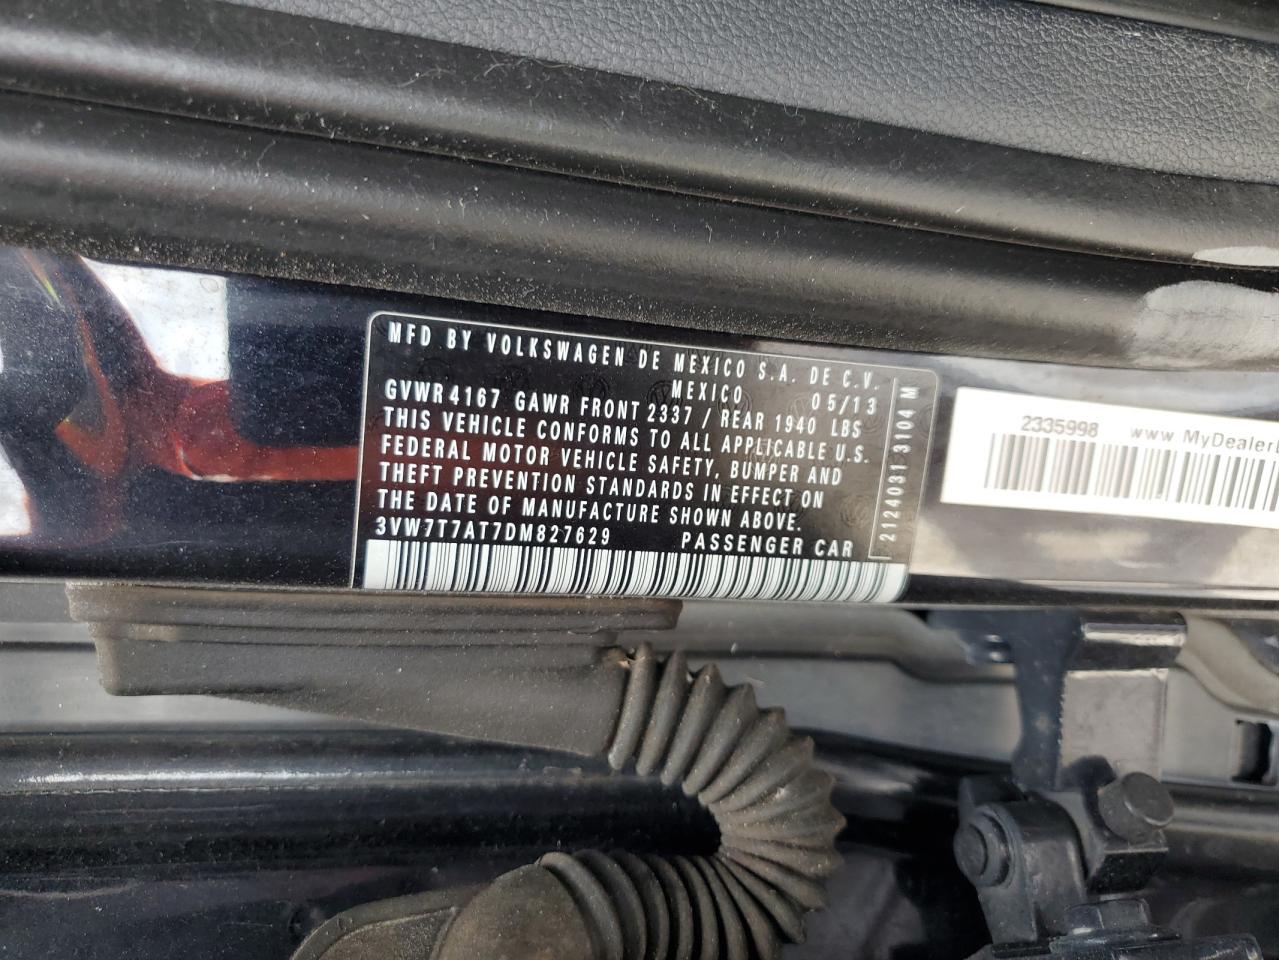 MFD BY VOLKSWAGEN DE MEXICO S.A. DE C.V.
MEXICO 05/13
GVWR 4167 GAWR FRONT 2337 / REAR 1940 LBS
THIS VEHICLE CONFORMS TO ALL APPLICABLE U.S.
FEDERAL MOTOR VEHICLE SAFETY, BUMPER AND
THEFT PREVENTION STANDARDS IN EFFECT ON
THE DATE OF MANUFACTURE SHOWN ABOVE.
3VW7T7AT7DM827629 PASSENGER CAR
2124031 3104 M
2335998 www MyDealer